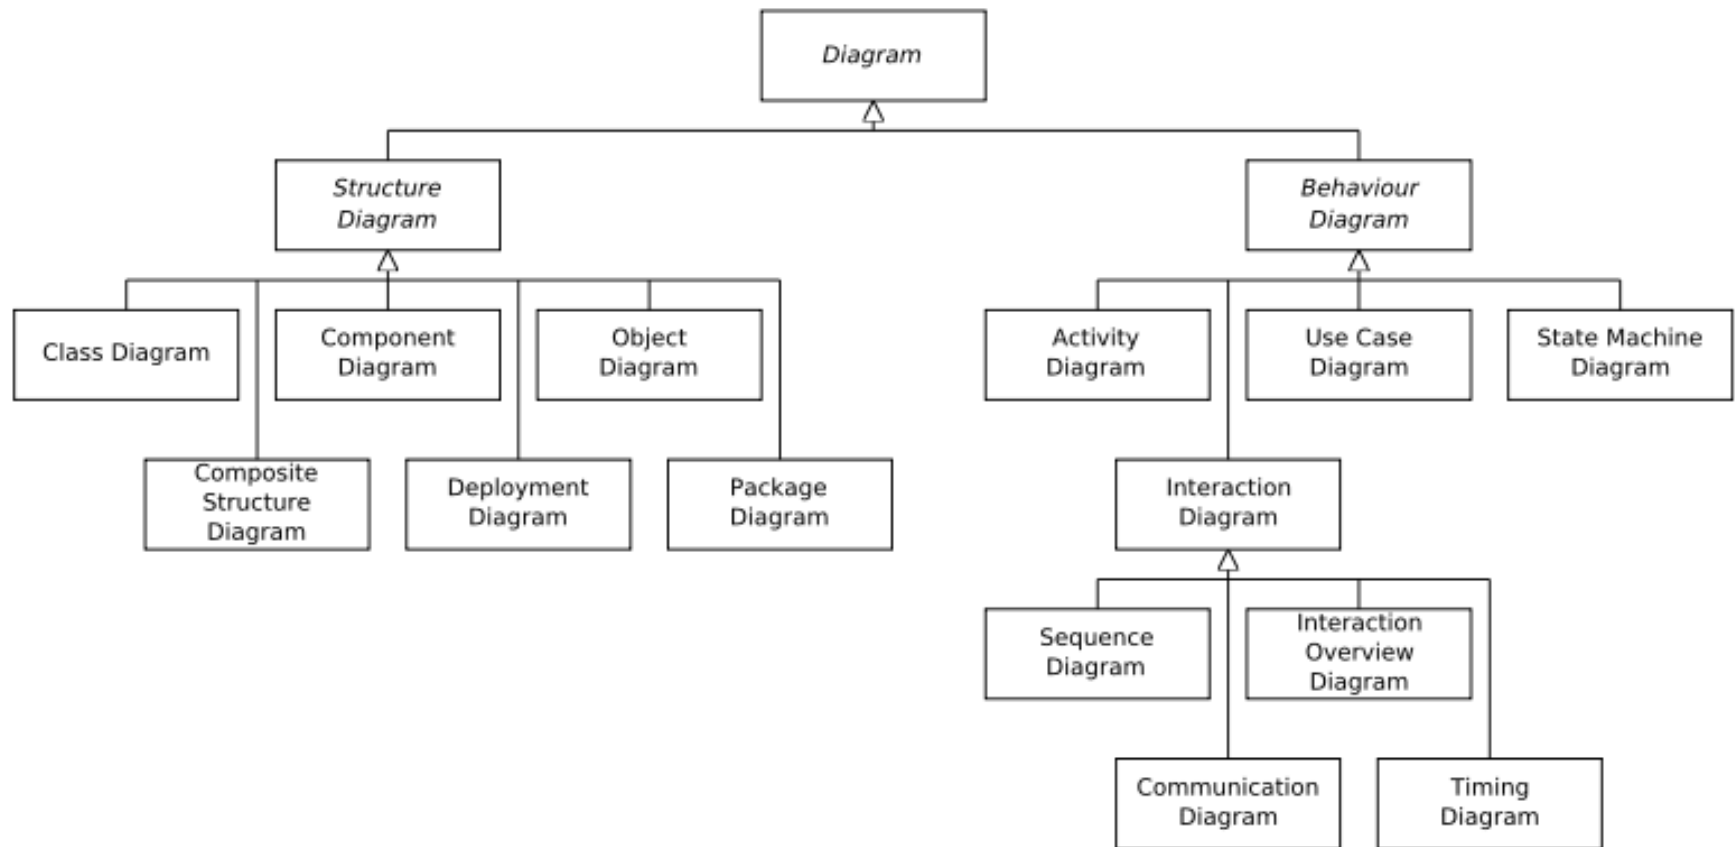 Diagram
Structure
Diagram
Behaviour
Diagram
Class Diagram
Component
Diagram
Object
Diagram
Activity
Diagram
Use Case
Diagram
State Machine
Diagram
Composite
Structure
Diagram
Deployment
Diagram
Package
Diagram
Interaction
Diagram
Sequence
Diagram
Interaction
Overview
Diagram
Communication
Diagram
Timing
Diagram